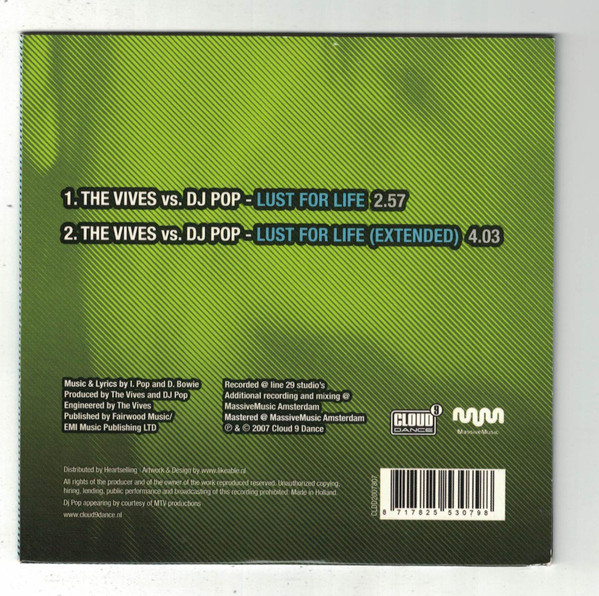 1. THE VIVES vs. DJ POP - LUST FOR LIFE 2.57
2. THE VIVES vs. DJ POP - LUST FOR LIFE (EXTENDED) 4.03
Music & Lyrics by I. Pop and D. Bowie
Produced by The Vives and DJ Pop
Engineered by The Vives
Published by Fairwood Music/
EMI Music Publishing LTD
Recorded @ line 29 studio's
Additional recording and mixing @
MassiveMusic Amsterdam
Mastered @ MassiveMusic Amsterdam
℗ & © 2007 Cloud 9 Dance
CLOUD 9
DANCE
MassiveMusic
Distributed by Heartselling Artwork & Design by www.likeable.nl
All rights of the producer and of the owner of the work reproduced reserved. Unauthorized copying,
hiring, lending, public performance and broadcasting of this recording prohibited. Made in Holland.
Dj Pop appearing by courtesy of MTV productions
www.cloud9dance.nl
CLDD2007801
8 717825 530798